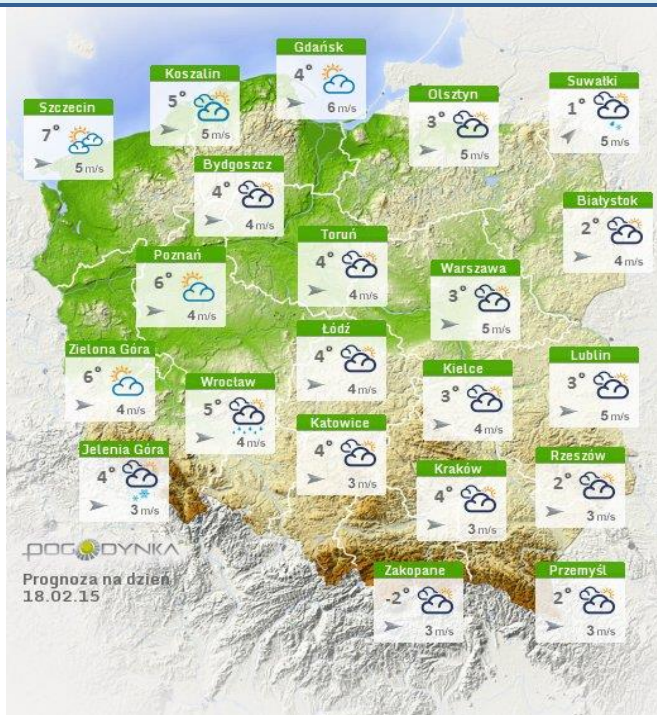 Gdańsk
4°
6 m/s
Koszalin
5°
5 m/s
Suwałki
1°
5 m/s
Olsztyn
3°
5 m/s
Szczecin
7°
5 m/s
Bydgoszcz
4°
4 m/s
Białystok
2°
4 m/s
Toruń
4°
4 m/s
Poznań
6°
4 m/s
Warszawa
3°
5 m/s
Łódź
4°
4 m/s
Zielona Góra
6°
4 m/s
Lublin
3°
5 m/s
Kielce
3°
4 m/s
Wrocław
5°
4 m/s
Katowice
4°
3 m/s
Jelenia Góra
4°
3 m/s
Rzeszów
2°
3 m/s
Kraków
4°
3 m/s
POGODYNKA
Prognoza na dzień
18.02.15
Zakopane
-2°
3 m/s
Przemyśl
2°
3 m/s